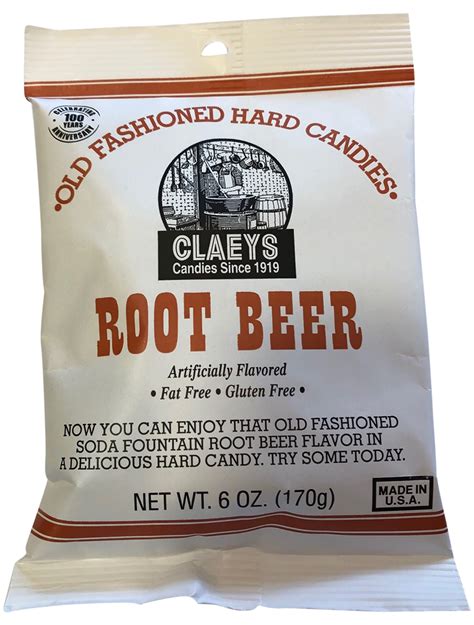 CELEBRATING
100
YEARS
ANNIVERSARY
•OLD FASHIONED HARD CANDIES•
CLAEYS
Candies Since 1919
ROOT BEER
Artificially Flavored
• Fat Free • Gluten Free •
NOW YOU CAN ENJOY THAT OLD FASHIONED
SODA FOUNTAIN ROOT BEER FLAVOR IN
A DELICIOUS HARD CANDY. TRY SOME TODAY.
NET WT. 6 OZ. (170g)
MADE IN
U.S.A.